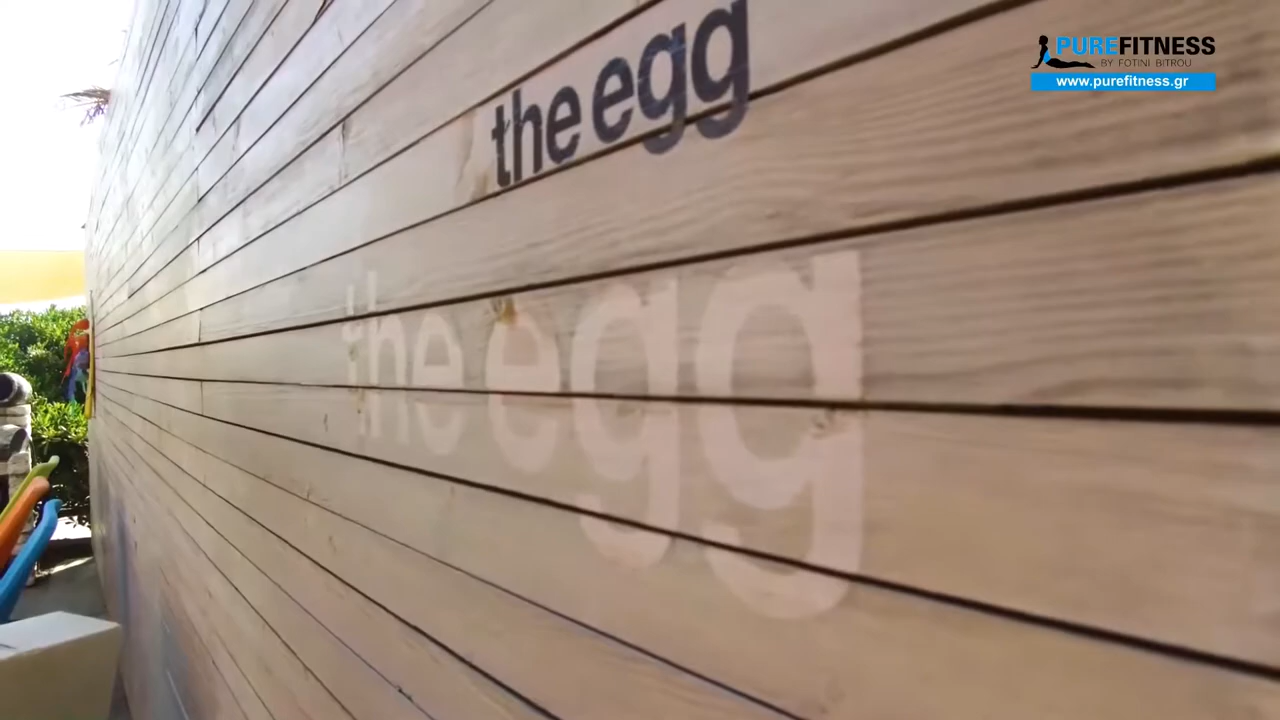 the egg
PUREFITNESS
BY FOTINI BITROU
www.purefitness.gr
the egg